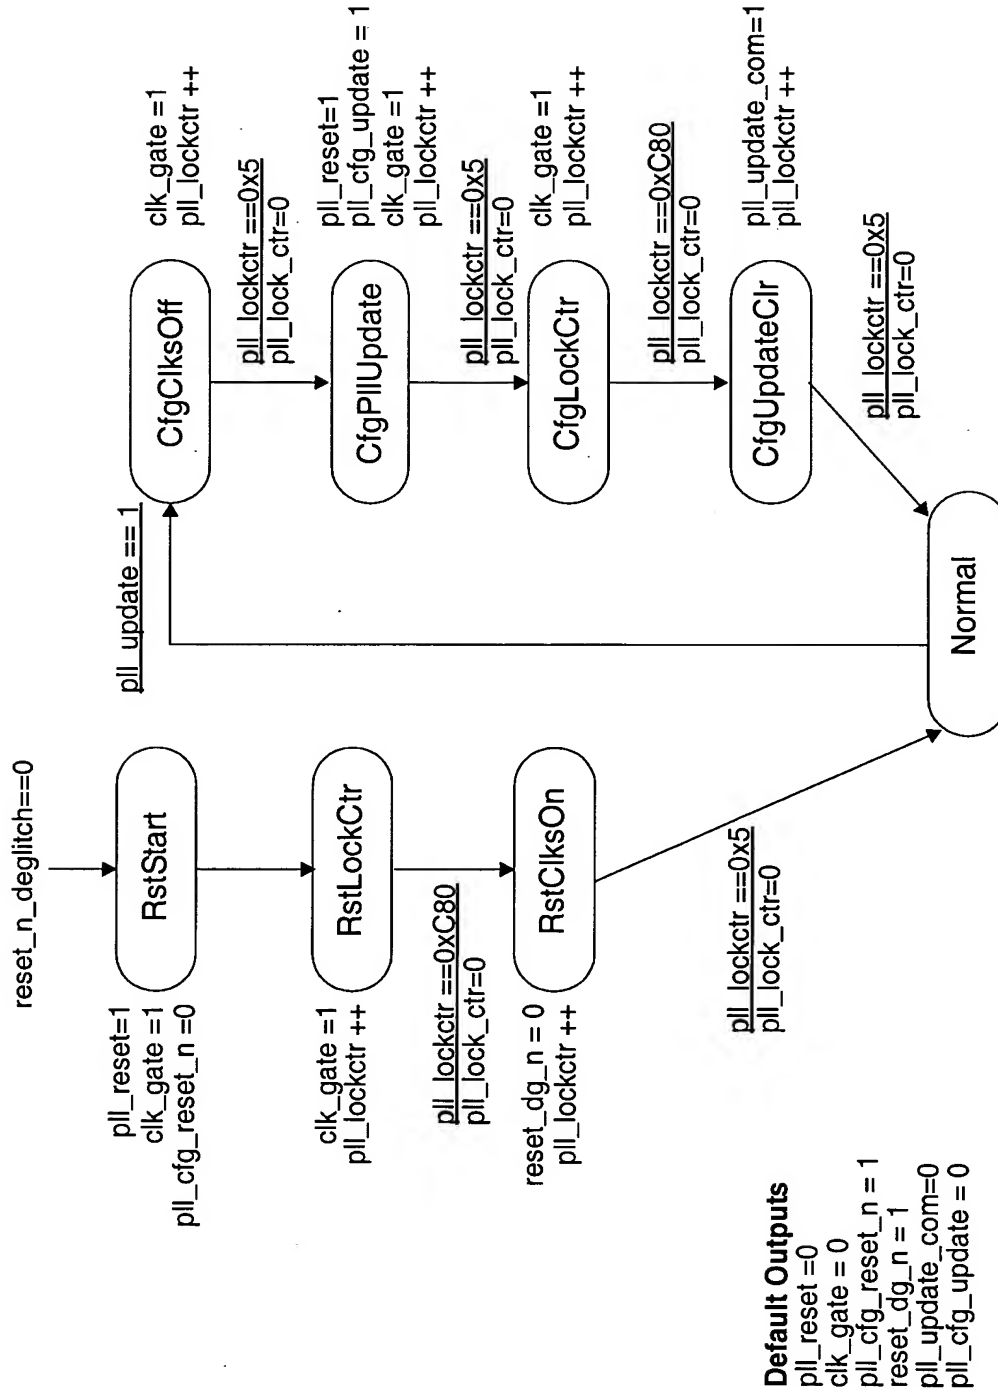 reset_n_deglitch==0
pll_reset=1
clk_gate =1
pll_cfg_reset_n =0
RstStart
clk_gate =1
pll_lockctr ++
RstLockCtr
pll_lockctr ==0xC80
pll_lock_ctr=0
reset_dg_n = 0
pll_lockctr ++
RstClksOn
pll_lockctr ==0x5
pll_lock_ctr=0
pll_update == 1
CfgClksOff
clk_gate =1
pll_lockctr ++
pll_lockctr ==0x5
pll_lock_ctr=0
CfgPllUpdate
pll_reset=1
pll_cfg_update = 1
clk_gate =1
pll_lockctr ++
pll_lockctr ==0x5
pll_lock_ctr=0
CfgLockCtr
clk_gate =1
pll_lockctr ++
pll_lockctr ==0xC80
pll_lock_ctr=0
CfgUpdateClr
pll_update_com=1
pll_lockctr ++
pll_lockctr ==0x5
pll_lock_ctr=0
Normal
Default Outputs
pll_reset =0
clk_gate = 0
pll_cfg_reset_n = 1
reset_dg_n = 1
pll_update_com=0
pll_cfg_update = 0